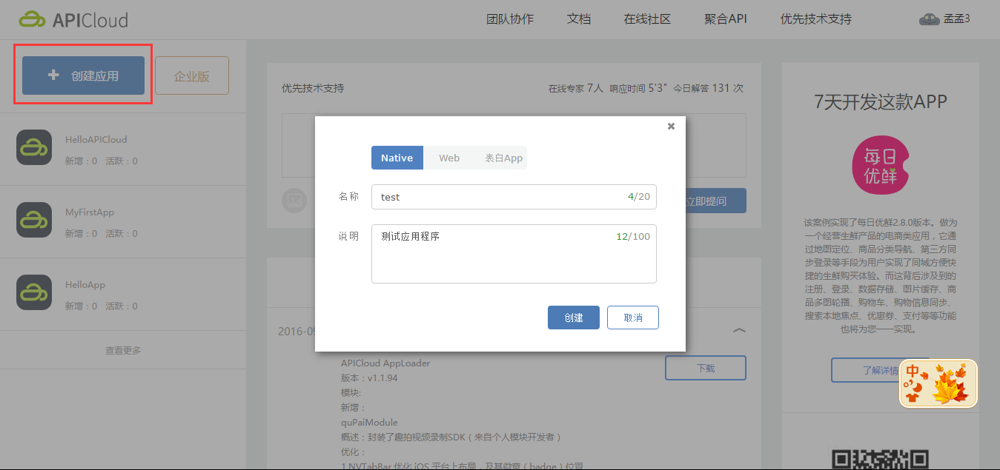 APICloud
团队协作
文档
在线社区
聚合API
优先技术支持
孟孟3
+ 创建应用
企业版
HelloAPICloud
新增：0 活跃：0
MyFirstApp
新增：0 活跃：0
HelloApp
新增：0 活跃：0
查看更多
优先技术支持
在线专家 7人 响应时间 5'3" 今日解答 131 次
立即提问
Native
Web
表白App
名称
test
4/20
说明
测试应用程序
12/100
创建
取消
2016-09
APICloud AppLoader
版本：v1.1.94
模块:
新增：
quPaiModule
概述：封装了趣拍视频录制SDK（来自个人模块开发者）
优化：
1.NVTabBar 优化 iOS 平台上布局，及其徽章（badge）位置
下载
7天开发这款APP
每日
优鲜
该案例实现了每日优鲜2.8.0版本。做为
一个经营生鲜产品的电商类应用，它通
过地图定位、商品分类导航、第三方同
步登录等手段为用户实现了同城方便快
捷的生鲜购买体验。而这背后涉及到的
注册、登录、数据存储、图片缓存、商
品多图轮播、购物车、购物信息同步、
搜索本地焦点、优惠券、支付等等功能
也将为您一一实现。
了解详情
中